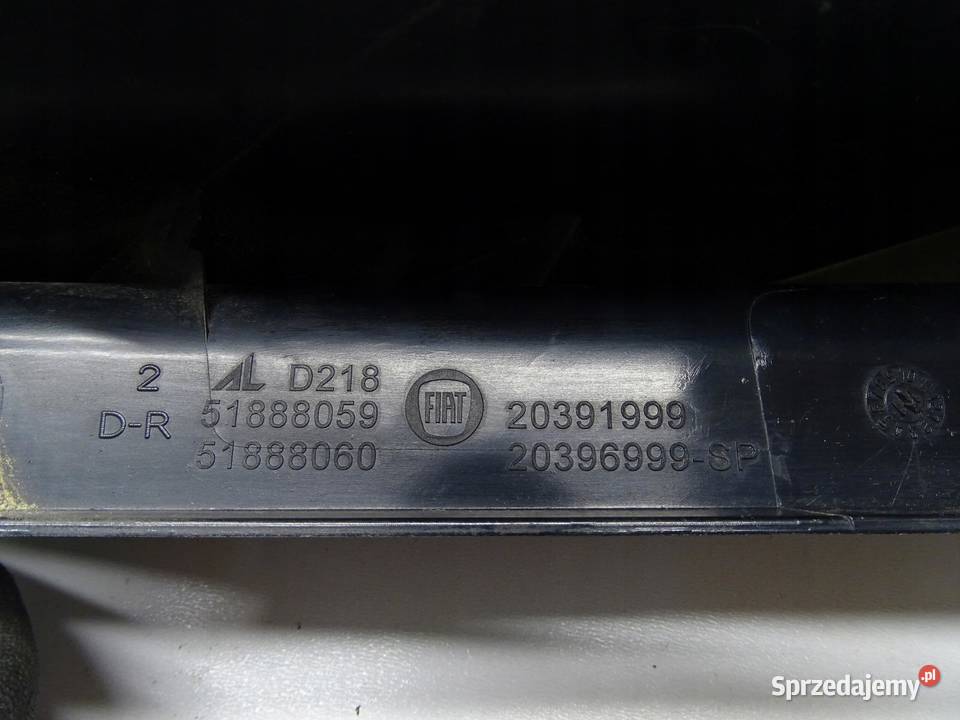 2 AL D218
D-R 51888059 FIAT 20391999
51888060 20396999-SP
Sprzedajemy.pl